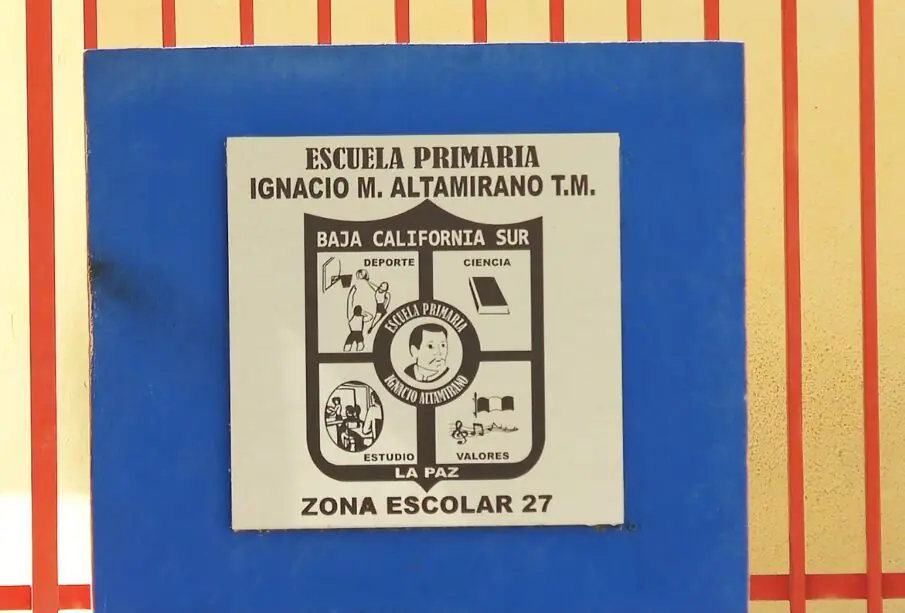 ESCUELA PRIMARIA
IGNACIO M. ALTAMIRANO T.M.
BAJA CALIFORNIA SUR
DEPORTE
CIENCIA
ESCUELA PRIMARIA
IGNACIO ALTAMIRANO
ESTUDIO
VALORES
LA PAZ
ZONA ESCOLAR 27